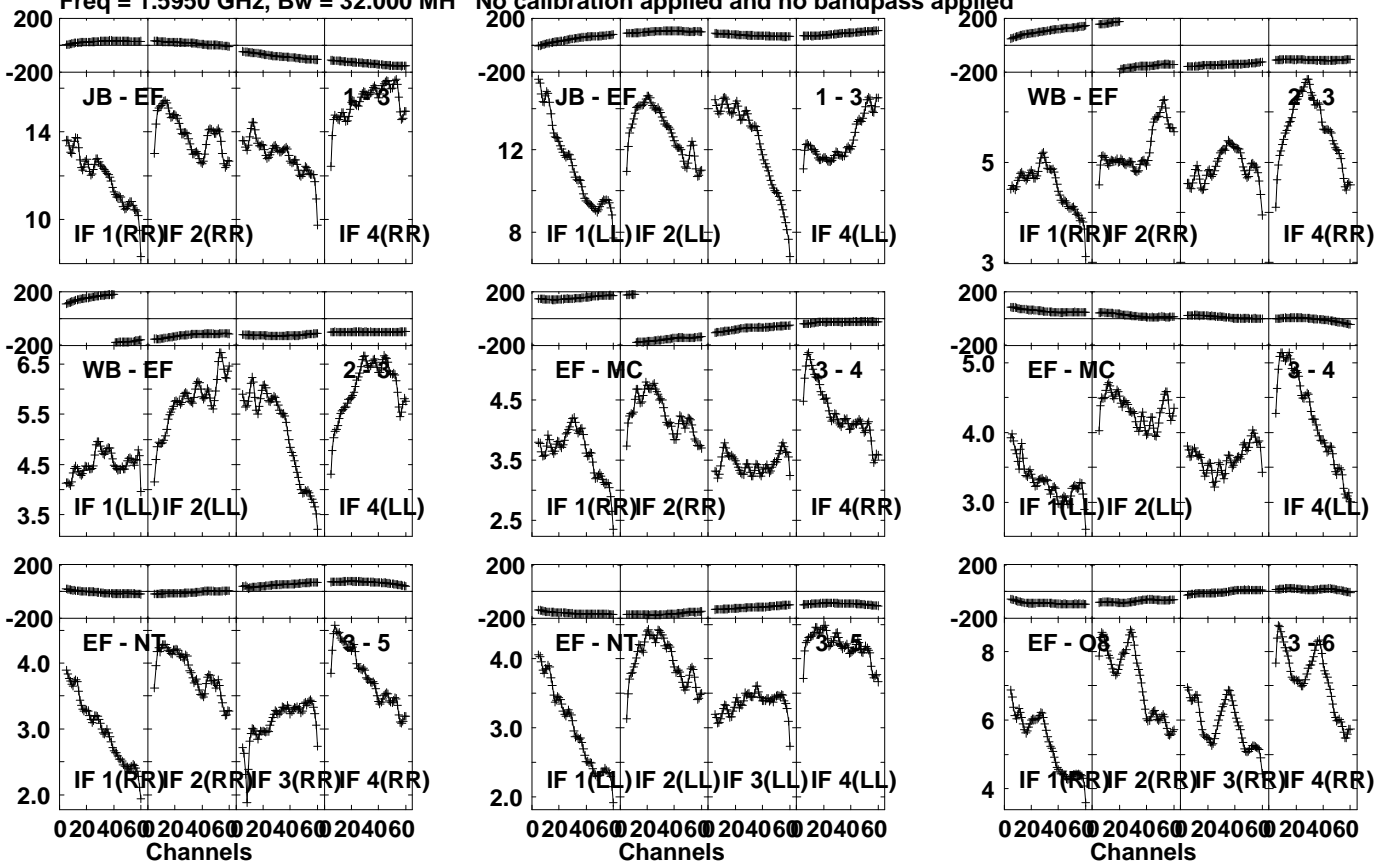 Freq = 1.5950 GHz, Bw = 32.000 MH No calibration applied and no bandpass applied
200 200 200
-200 -200 -200
JB - EF 1 - 3 JB - EF 1 - 3 WB - EF 2 - 3
14 12 5
10 8 3
IF 1(RR) IF 2(RR) IF 4(RR) IF 1(LL) IF 2(LL) IF 4(LL) IF 1(RR) IF 2(RR) IF 4(RR)
200 200 200
-200 -200 -200
WB - EF 2 - 3 EF - MC 3 - 4 EF - MC 3 - 4
6.5 5.0
5.5 4.5 4.0
4.5 3.5 3.0
3.5 2.5
IF 1(LL) IF 2(LL) IF 4(LL) IF 1(RR) IF 2(RR) IF 4(RR) IF 1(LL) IF 2(LL) IF 4(LL)
200 200 200
-200 -200 -200
EF - NT 3 - 5 EF - NT 3 - 5 EF - O8 3 - 6
4.0 4.0 8
3.0 3.0 6
2.0 2.0 4
IF 1(RR) IF 2(RR) IF 3(RR) IF 4(RR) IF 1(LL) IF 2(LL) IF 3(LL) IF 4(LL) IF 1(RR) IF 2(RR) IF 3(RR) IF 4(RR)
0 20 40 60 0 20 40 60 0 20 40 60 0 20 40 60 0 20 40 60 0 20 40 60 0 20 40 60 0 20 40 60 0 20 40 60 0 20 40 60 0 20 40 60 0 20 40 60
Channels Channels Channels